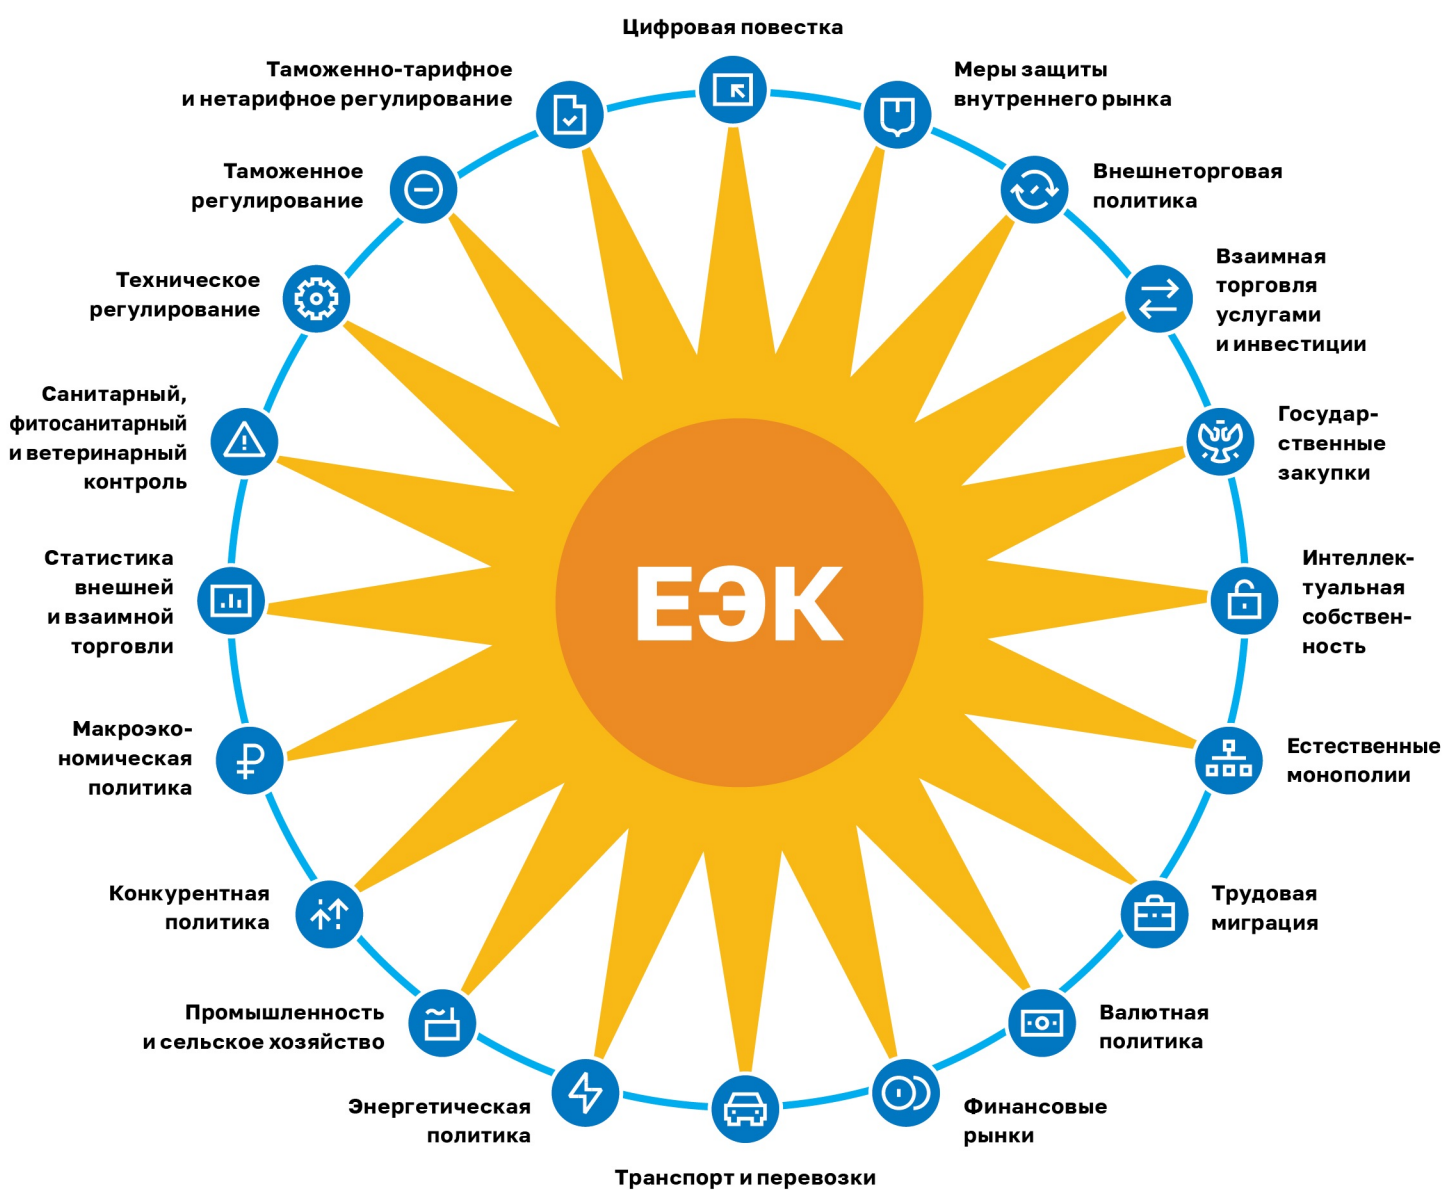 Цифровая повестка
Меры защиты
внутреннего рынка
Внешнеторговая
политика
Взаимная
торговля
услугами
и инвестиции
Государ-
ственные
закупки
Интеллек-
туальная
собствен-
ность
Естественные
монополии
Трудовая
миграция
Валютная
политика
Финансовые
рынки
Транспорт и перевозки
Энергетическая
политика
Промышленность
и сельское хозяйство
Конкурентная
политика
Макроэко-
номическая
политика
Статистика
внешней
и взаимной
торговли
Санитарный,
фитосанитарный
и ветеринарный
контроль
Техническое
регулирование
Таможенное
регулирование
Таможенно-тарифное
и нетарифное регулирование
ЕЭК